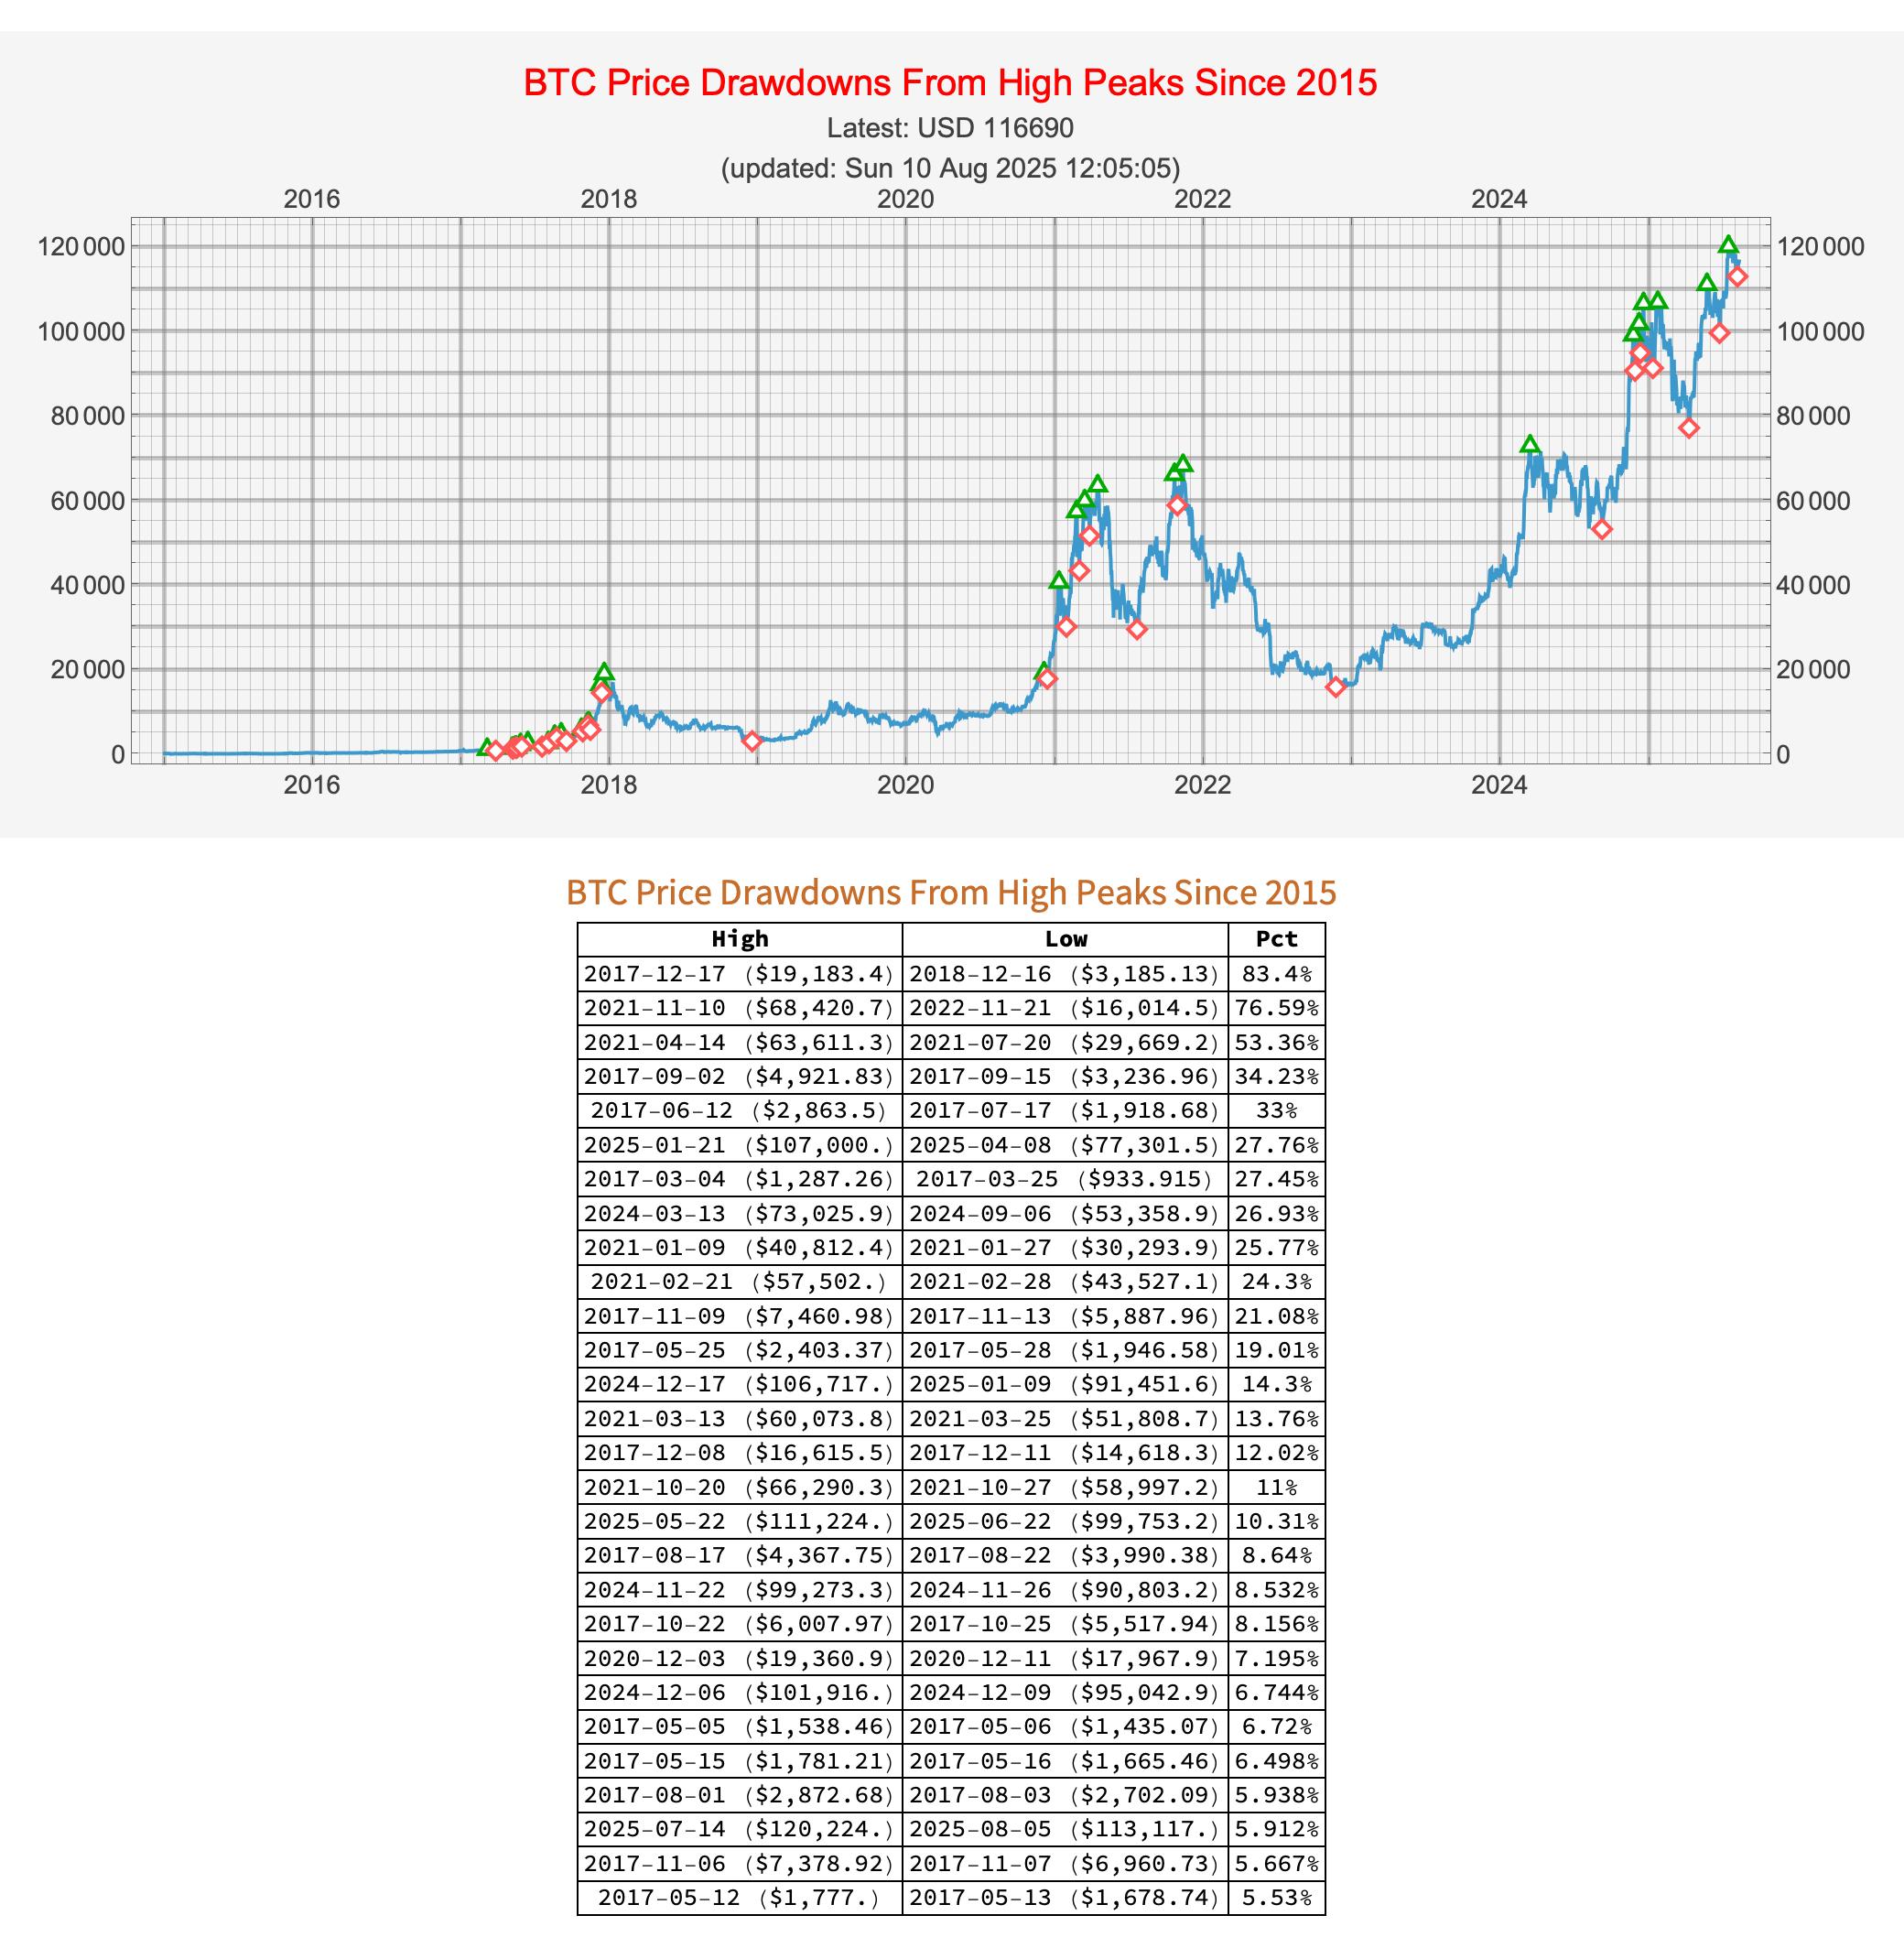 BTC Price Drawdowns From High Peaks Since 2015
Latest: USD 116690
(updated: Sun 10 Aug 2025 12:05:05)
2016 2018 2020 2022 2024
120 000 120 000
100 000 100 000
80 000 80 000
60 000 60 000
40 000 40 000
20 000 20 000
0 0
2016 2018 2020 2022 2024
BTC Price Drawdowns From High Peaks Since 2015
High Low Pct
2017-12-17 ($19,183.4) 2018-12-16 ($3,185.13) 83.4%
2021-11-10 ($68,420.7) 2022-11-21 ($16,014.5) 76.59%
2021-04-14 ($63,611.3) 2021-07-20 ($29,669.2) 53.36%
2017-09-02 ($4,921.83) 2017-09-15 ($3,236.96) 34.23%
2017-06-12 ($2,863.5) 2017-07-17 ($1,918.68) 33%
2025-01-21 ($107,000.) 2025-04-08 ($77,301.5) 27.76%
2017-03-04 ($1,287.26) 2017-03-25 ($933.915) 27.45%
2024-03-13 ($73,025.9) 2024-09-06 ($53,358.9) 26.93%
2021-01-09 ($40,812.4) 2021-01-27 ($30,293.9) 25.77%
2021-02-21 ($57,502.) 2021-02-28 ($43,527.1) 24.3%
2017-11-09 ($7,460.98) 2017-11-13 ($5,887.96) 21.08%
2017-05-25 ($2,403.37) 2017-05-28 ($1,946.58) 19.01%
2024-12-17 ($106,717.) 2025-01-09 ($91,451.6) 14.3%
2021-03-13 ($60,073.8) 2021-03-25 ($51,808.7) 13.76%
2017-12-08 ($16,615.5) 2017-12-11 ($14,618.3) 12.02%
2021-10-20 ($66,290.3) 2021-10-27 ($58,997.2) 11%
2025-05-22 ($111,224.) 2025-06-22 ($99,753.2) 10.31%
2017-08-17 ($4,367.75) 2017-08-22 ($3,990.38) 8.64%
2024-11-22 ($99,273.3) 2024-11-26 ($90,803.2) 8.532%
2017-10-22 ($6,007.97) 2017-10-25 ($5,517.94) 8.156%
2020-12-03 ($19,360.9) 2020-12-11 ($17,967.9) 7.195%
2024-12-06 ($101,916.) 2024-12-09 ($95,042.9) 6.744%
2017-05-05 ($1,538.46) 2017-05-06 ($1,435.07) 6.72%
2017-05-15 ($1,781.21) 2017-05-16 ($1,665.46) 6.498%
2017-08-01 ($2,872.68) 2017-08-03 ($2,702.09) 5.938%
2025-07-14 ($120,224.) 2025-08-05 ($113,117.) 5.912%
2017-11-06 ($7,378.92) 2017-11-07 ($6,960.73) 5.667%
2017-05-12 ($1,777.) 2017-05-13 ($1,678.74) 5.53%